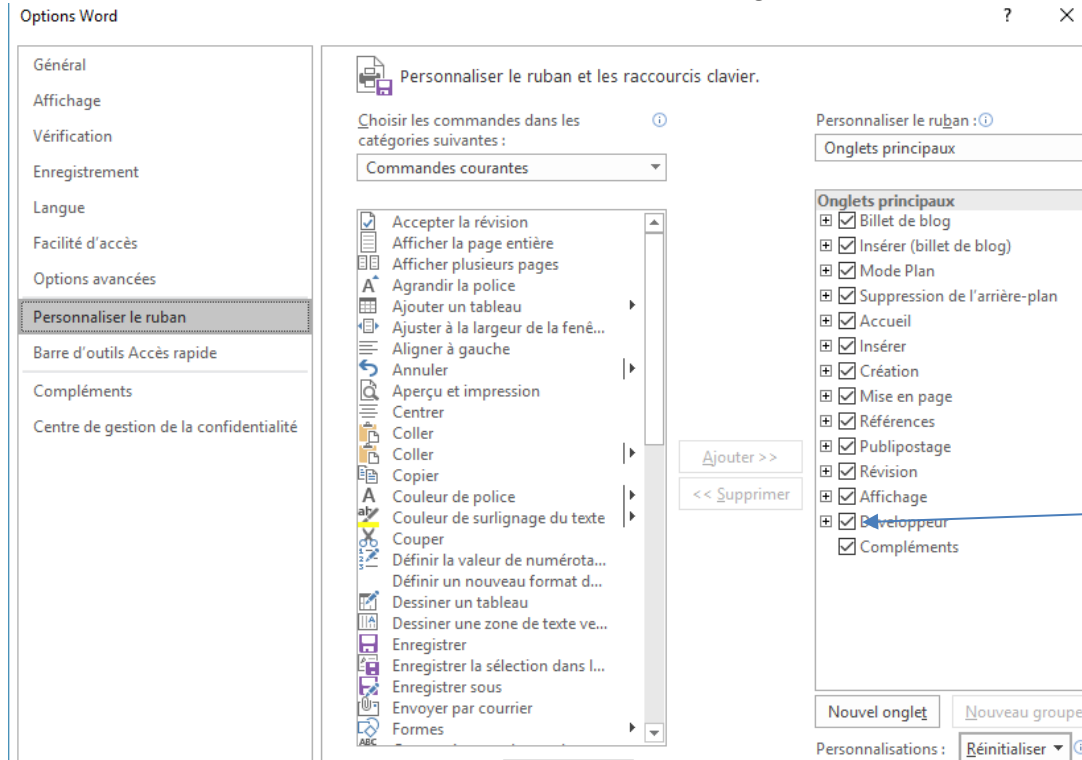 Options Word
?
Général
Affichage
Vérification
Enregistrement
Langue
Facilité d'accès
Options avancées
Personnaliser le ruban
Barre d'outils Accès rapide
Compléments
Centre de gestion de la confidentialité
Personnaliser le ruban et les raccourcis clavier.
Choisir les commandes dans les
catégories suivantes :
Commandes courantes
Accepter la révision
Afficher la page entière
Afficher plusieurs pages
Agrandir la police
Ajouter un tableau
Ajuster à la largeur de la fenê...
Aligner à gauche
Annuler
Aperçu et impression
Centrer
Coller
Coller
Copier
Couleur de police
Couleur de surlignage du texte
Couper
Définir la valeur de numérota...
Définir un nouveau format d...
Dessiner un tableau
Dessiner une zone de texte ve...
Enregistrer
Enregistrer la sélection dans l...
Enregistrer sous
Envoyer par courrier
Formes
Ajouter >>
<< Supprimer
Personnaliser le ruban :
Onglets principaux
Onglets principaux
Billet de blog
Insérer (billet de blog)
Mode Plan
Suppression de l'arrière-plan
Accueil
Insérer
Création
Mise en page
Références
Publipostage
Révision
Affichage
Développeur
Compléments
Nouvel onglet
Nouveau groupe
Personnalisations :
Réinitialiser